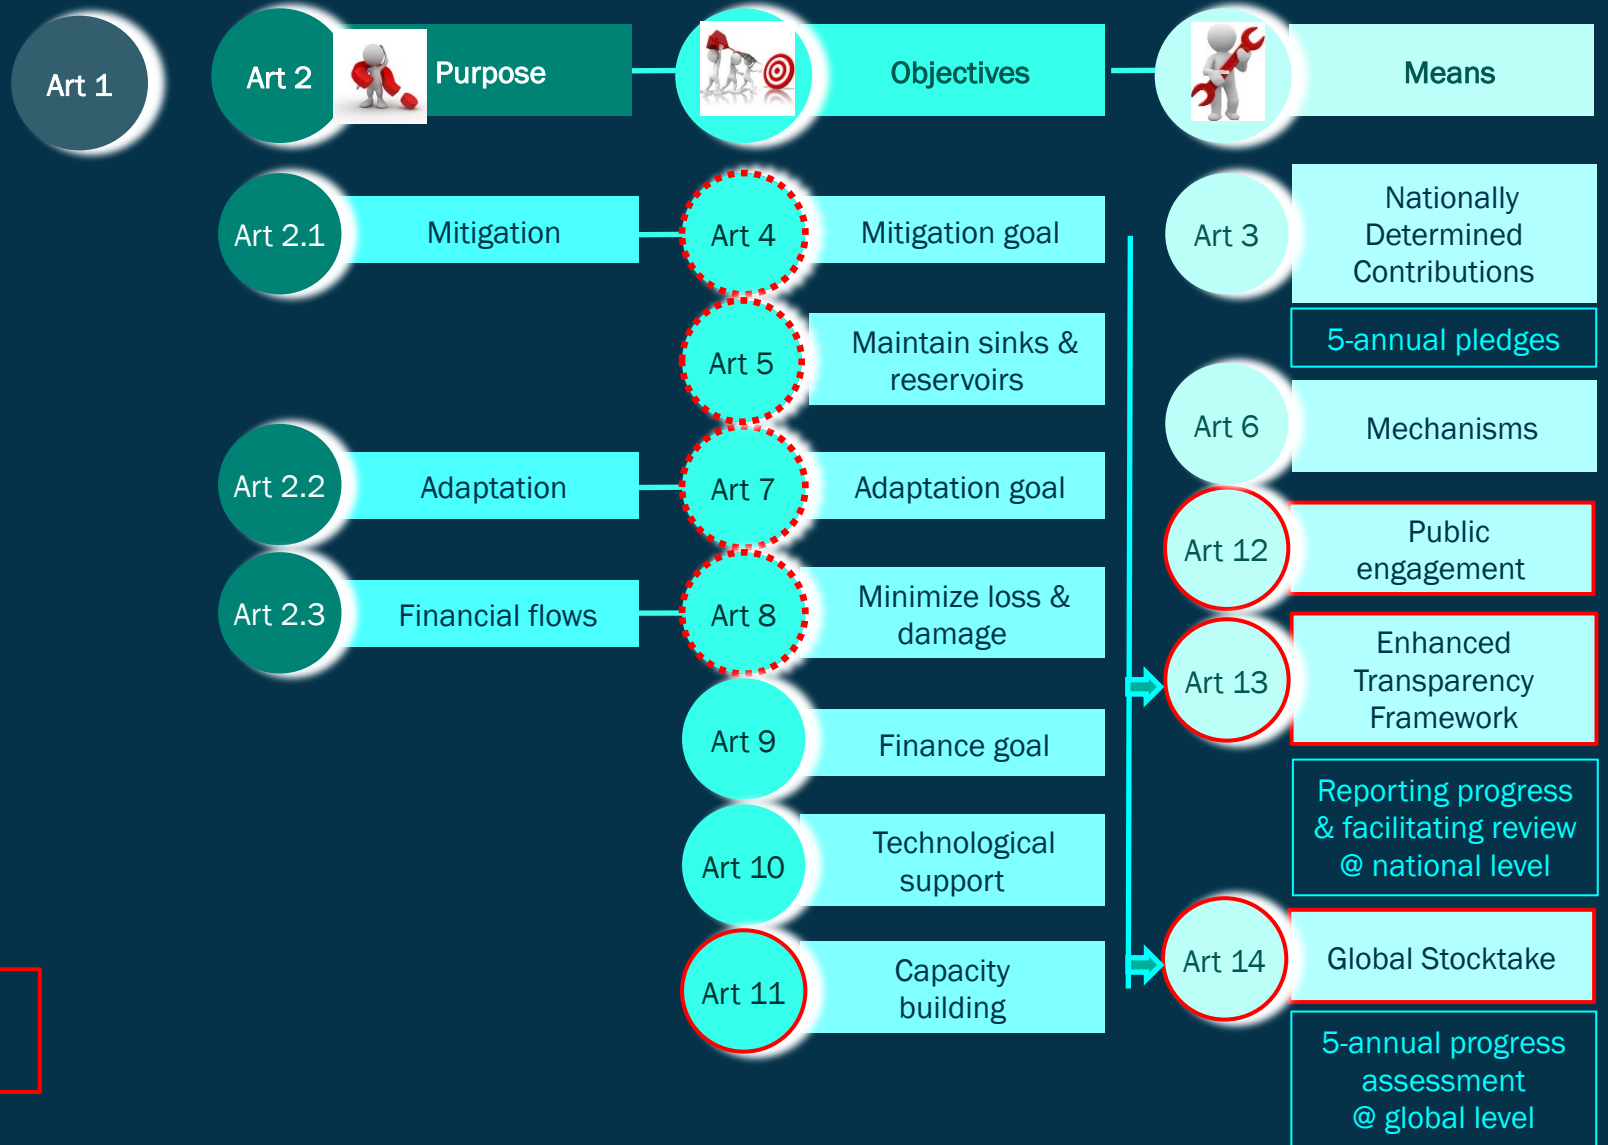 Art 1
Art 2
Purpose
Objectives
Means
Art 2.1
Mitigation
Art 4
Mitigation goal
Art 5
Maintain sinks &
reservoirs
Art 2.2
Adaptation
Art 7
Adaptation goal
Art 2.3
Financial flows
Art 8
Minimize loss &
damage
Art 9
Finance goal
Art 10
Technological
support
Art 11
Capacity
building
Art 3
Nationally
Determined
Contributions
5-annual pledges
Art 6
Mechanisms
Art 12
Public
engagement
Art 13
Enhanced
Transparency
Framework
Reporting progress
& facilitating review
@ national level
Art 14
Global Stocktake
5-annual progress
assessment
@ global level